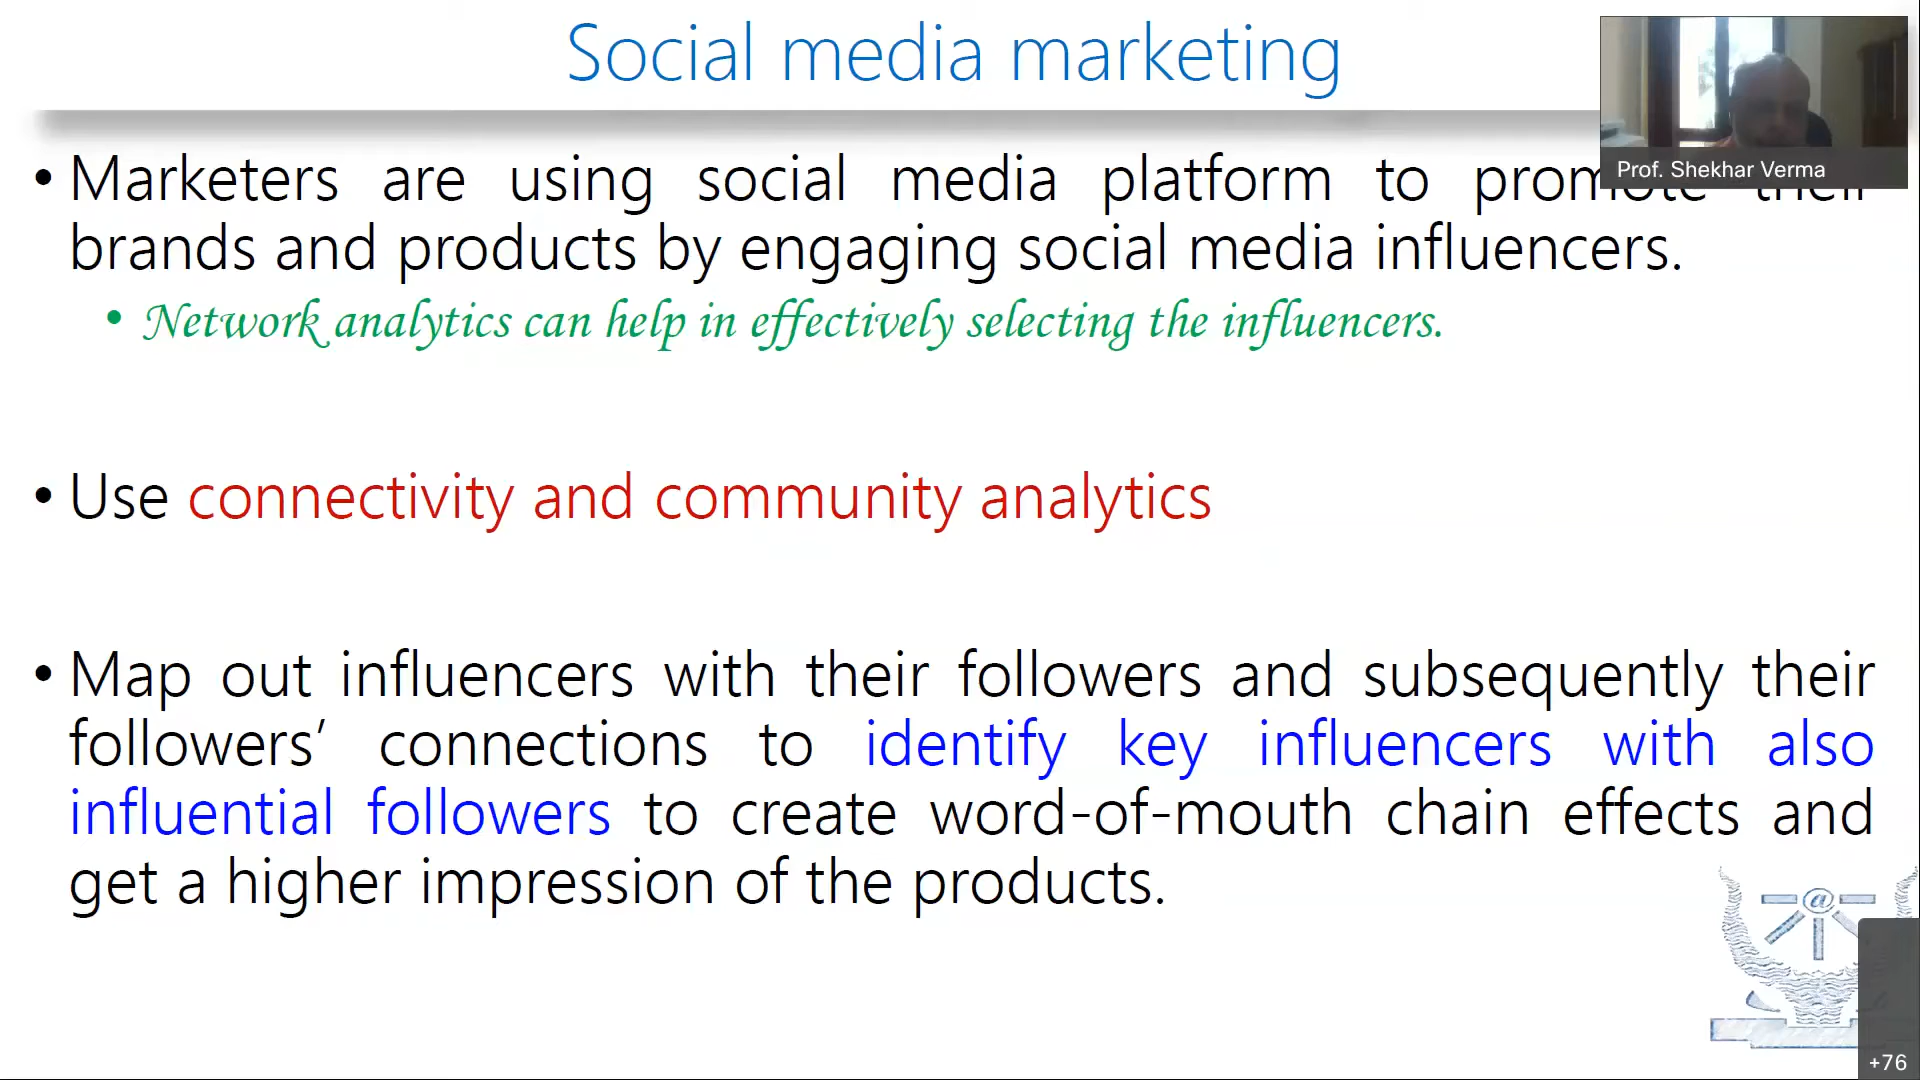 Social media marketing
Prof. Shekhar Verma
• Marketers are using social media platform to promote their
brands and products by engaging social media influencers.
• Network analytics can help in effectively selecting the influencers.
• Use connectivity and community analytics
• Map out influencers with their followers and subsequently their
followers’ connections to identify key influencers with also
influential followers to create word-of-mouth chain effects and
get a higher impression of the products.
@
+76